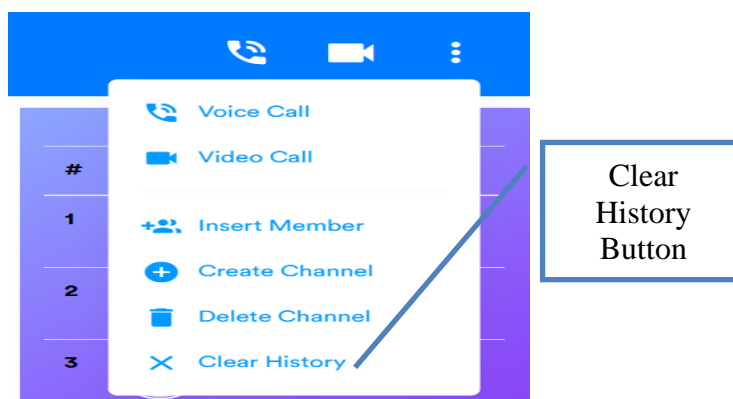 Voice Call
Video Call
#
1
Insert Member
Create Channel
2
Delete Channel
3
Clear History
Clear
History
Button